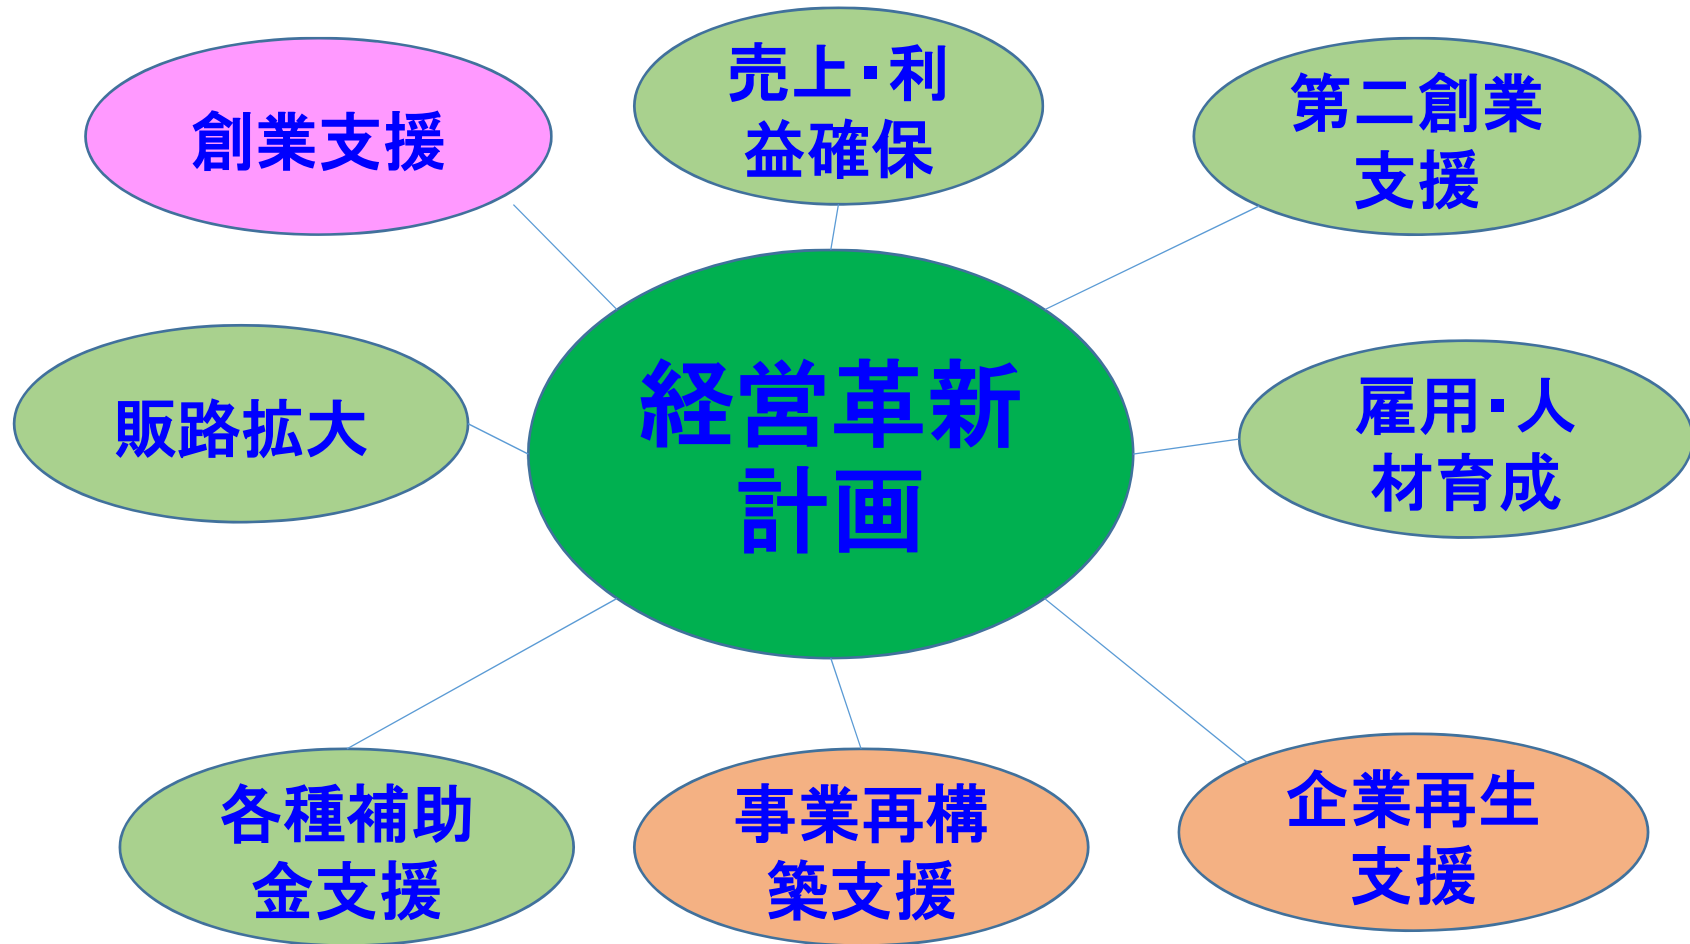 創業支援
売上･利
益確保
第二創業
支援
販路拡大
経営革新
計画
雇用･人
材育成
各種補助
金支援
事業再構
築支援
企業再生
支援